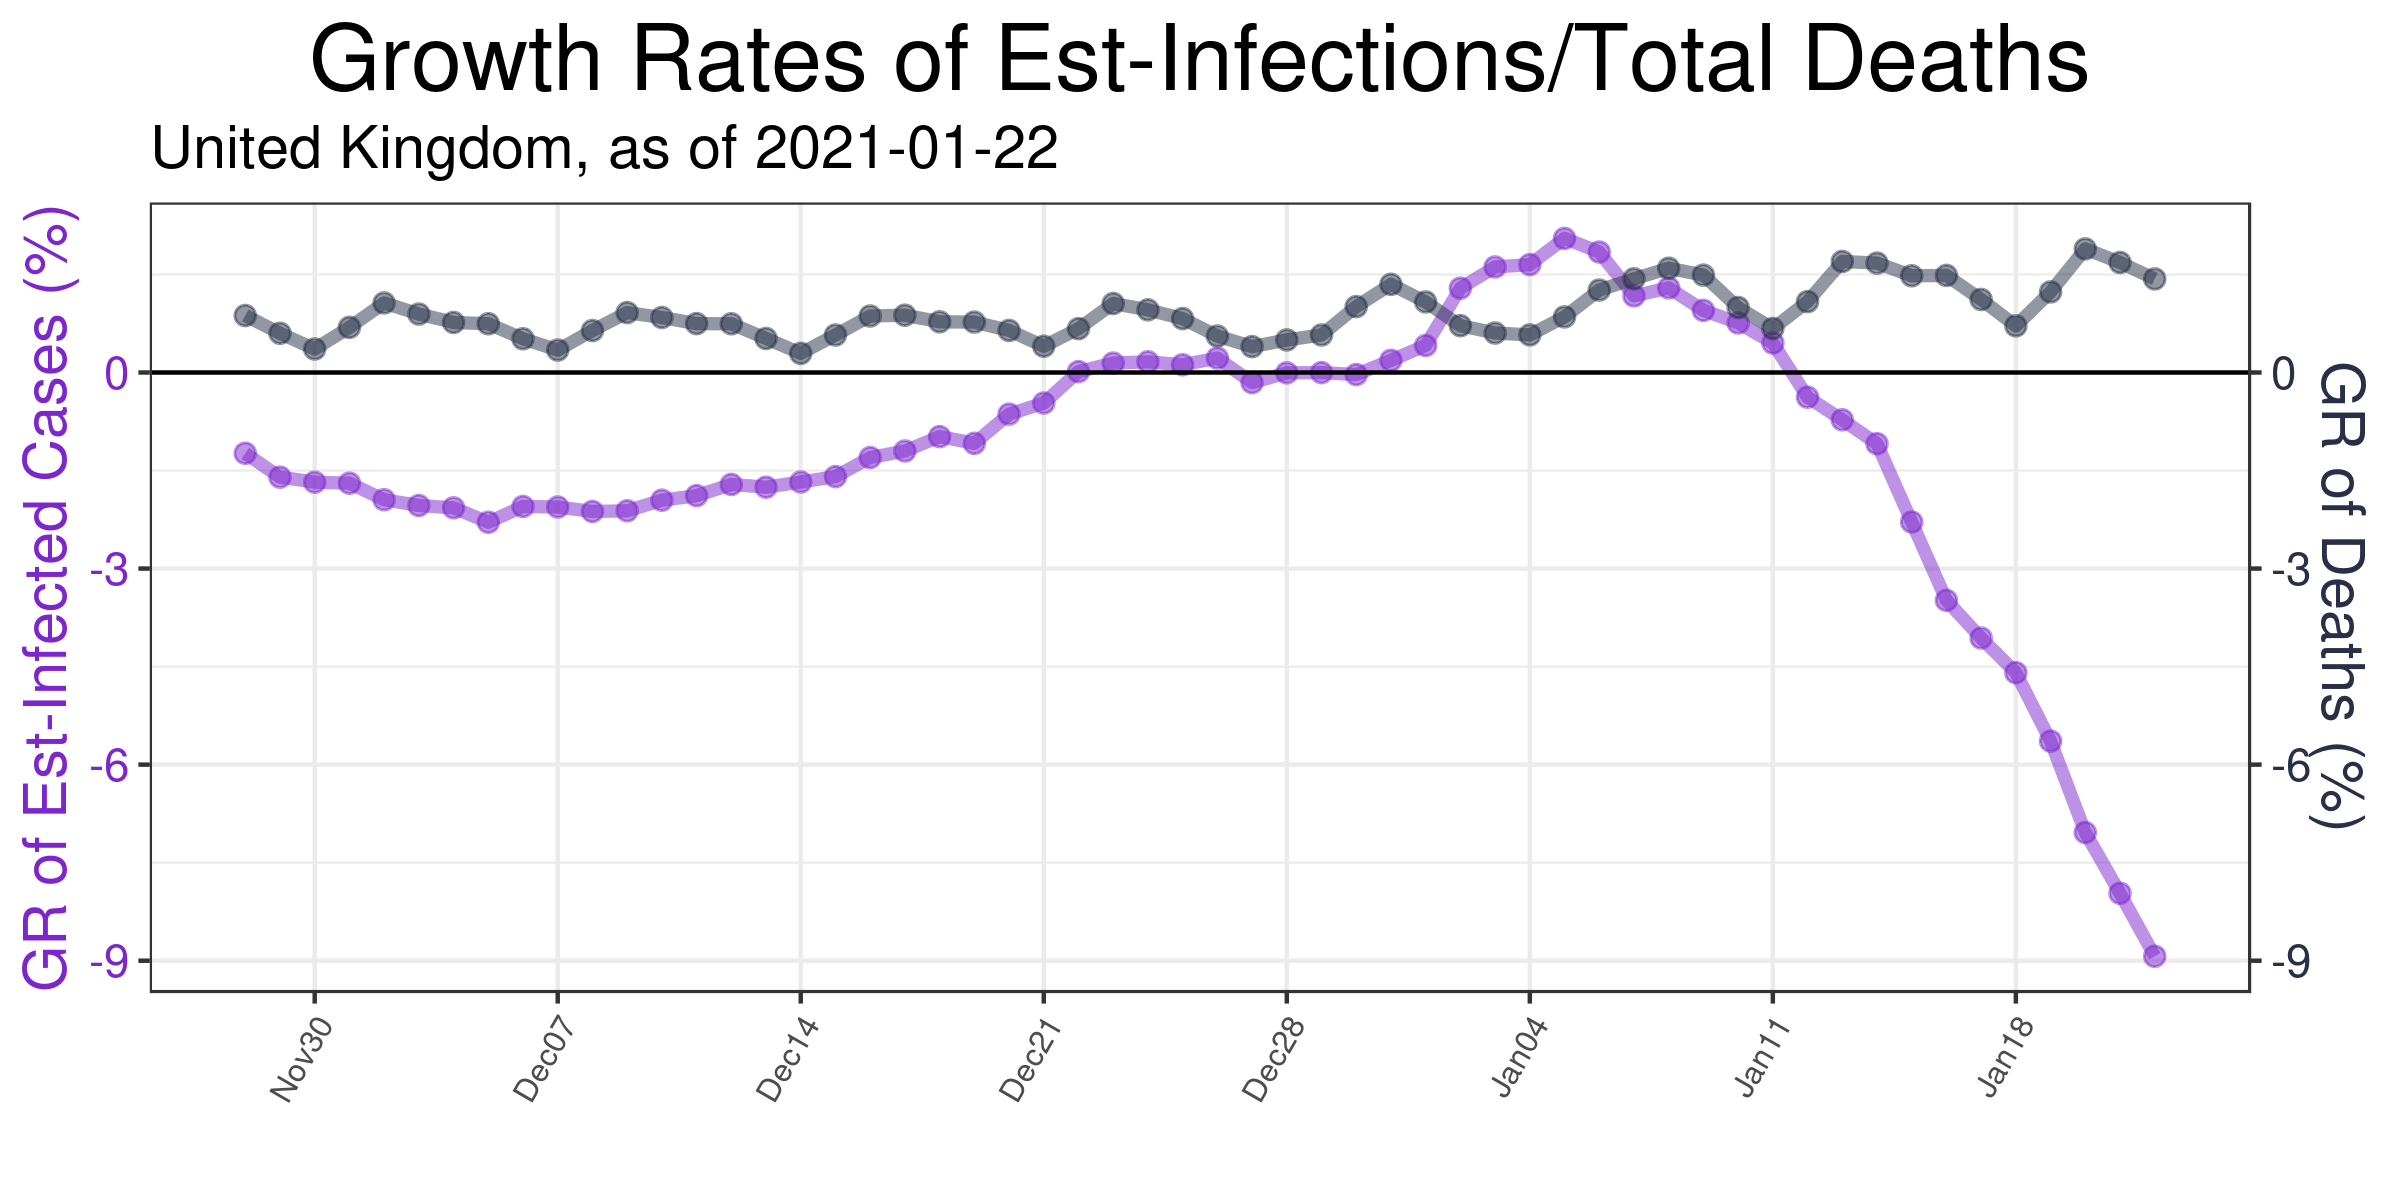 Growth Rates of Est-Infections/Total Deaths
United Kingdom, as of 2021-01-22
GR of Est-Infected Cases (%)
0
-3
-6
-9
0
-3
-6
-9
GR of Deaths (%)
Nov30
Dec07
Dec14
Dec21
Dec28
Jan04
Jan11
Jan18